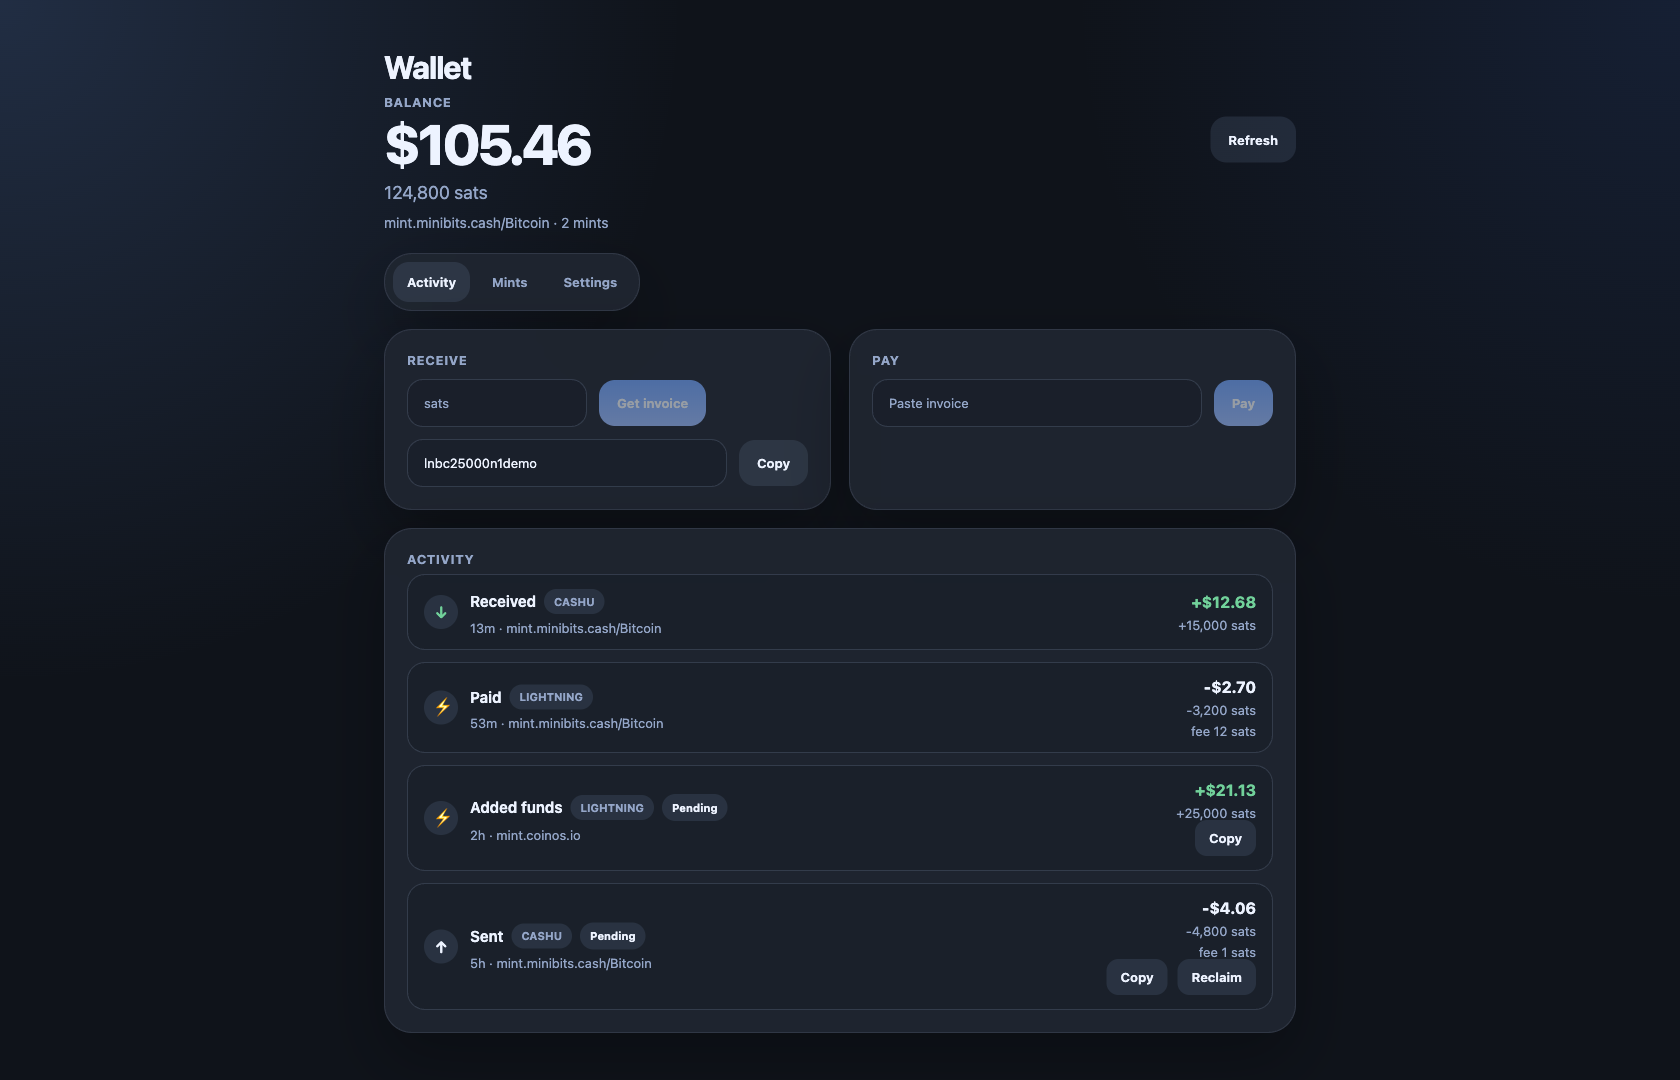 Wallet
BALANCE
$105.46
Refresh
124,800 sats
mint.minibits.cash/Bitcoin · 2 mints
Activity Mints Settings
RECEIVE
sats Get invoice
lnbc25000n1demo Copy
PAY
Paste invoice Pay
ACTIVITY
Received CASHU
13m · mint.minibits.cash/Bitcoin
+$12.68
+15,000 sats
Paid LIGHTNING
53m · mint.minibits.cash/Bitcoin
-$2.70
-3,200 sats
fee 12 sats
Added funds LIGHTNING Pending
2h · mint.coinos.io
+$21.13
+25,000 sats
Copy
Sent CASHU Pending
5h · mint.minibits.cash/Bitcoin
-$4.06
-4,800 sats
fee 1 sats
Copy Reclaim